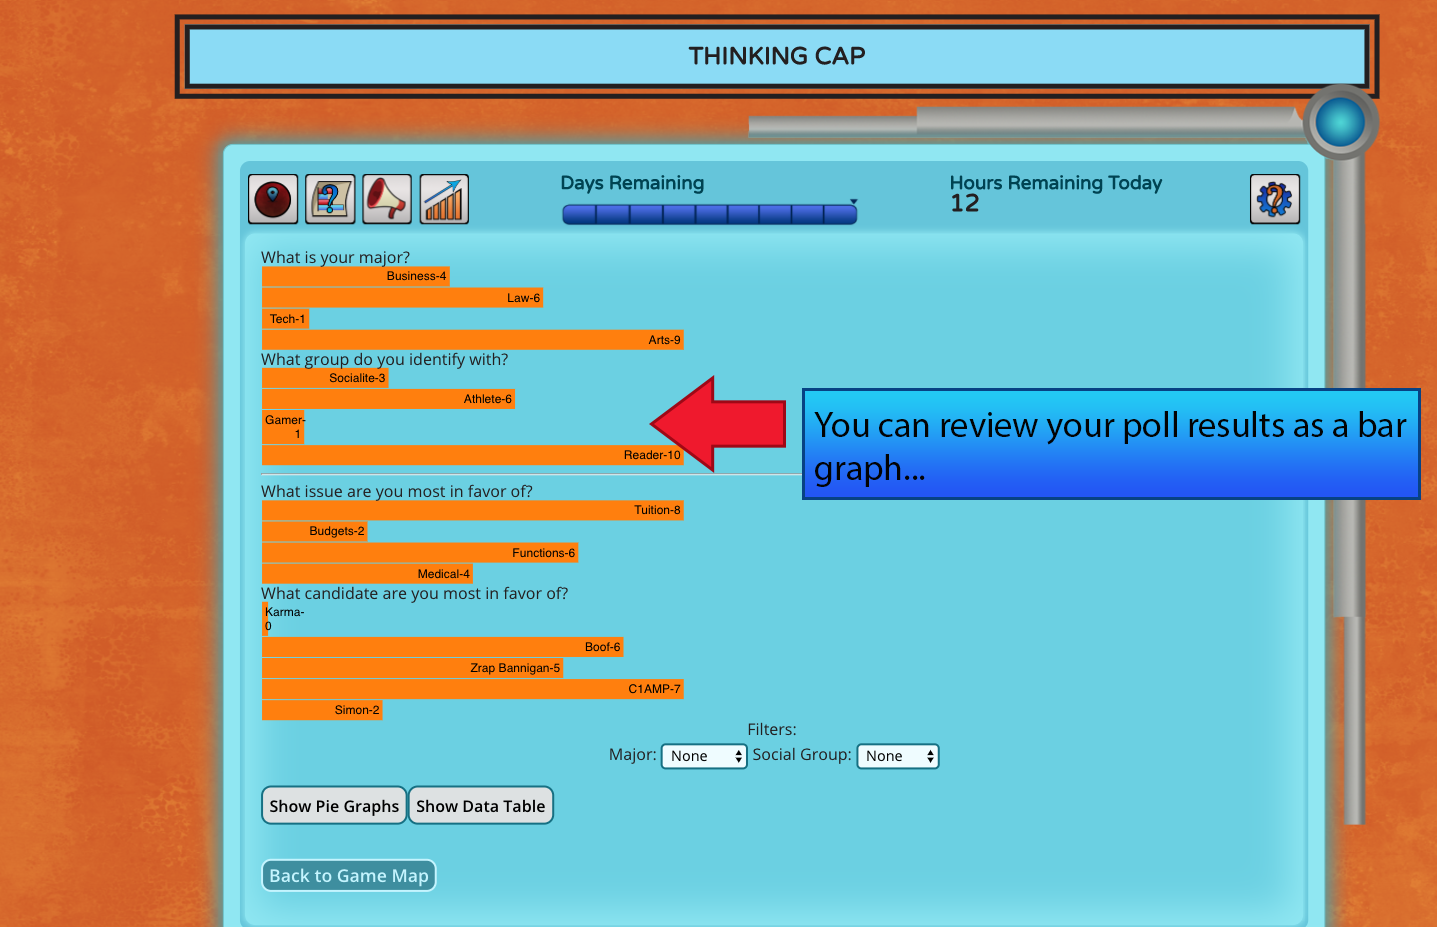 THINKING CAP
Days Remaining
Hours Remaining Today
12
What is your major?
Business-4
Law-6
Tech-1
Arts-9
What group do you identify with?
Socialite-3
Athlete-6
Gamer-
1
Reader-10
You can review your poll results as a bar
graph...
What issue are you most in favor of?
Tuition-8
Budgets-2
Functions-6
Medical-4
What candidate are you most in favor of?
Karma-
0
Boof-6
Zrap Bannigan-5
C1AMP-7
Simon-2
Filters:
Major: None Social Group: None
Show Pie Graphs Show Data Table
Back to Game Map